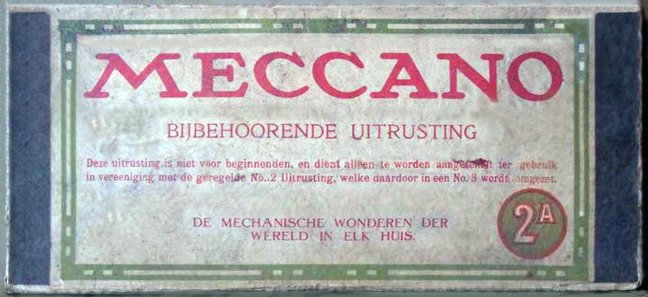 MECCANO
BIJBEHOORENDE UITRUSTING
Deze uitrusting is niet voor beginnenden, en dient alleen te worden aangeschaft ter gebruik
in vereeniging met de geregelde No. 2 Uitrusting, welke daardoor in een No. 3 wordt omgezet.
DE MECHANISCHE WONDEREN DER
WERELD IN ELK HUIS.
2A